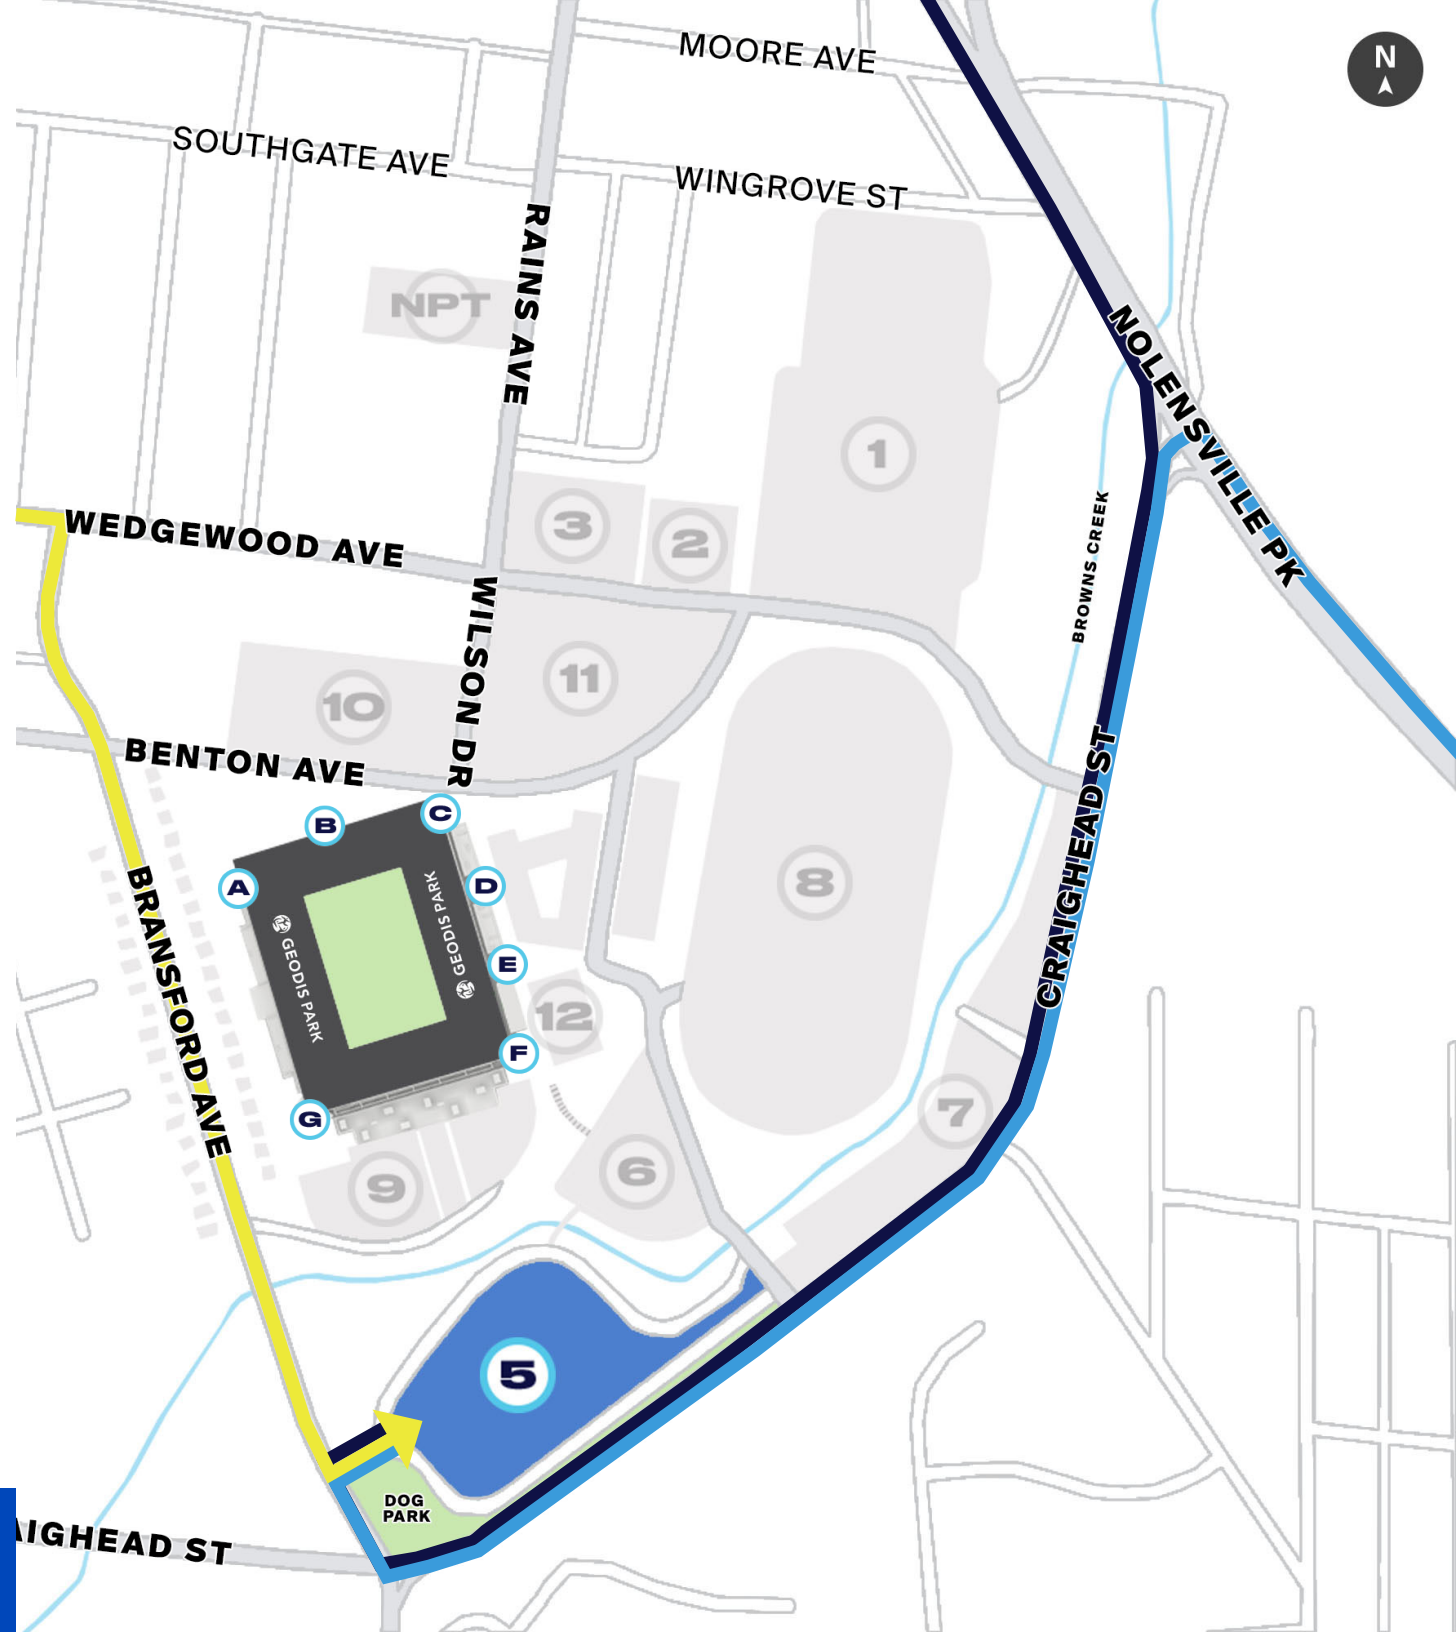 MOORE AVE
N
SOUTHGATE AVE
WINGROVE ST
RAINS AVE
NPT
NOLENSVILLE PK
1
3
2
WEDGEWOOD AVE
BROWNS CREEK
WILSON DR
11
10
BENTON AVE
CRAIGHEAD ST
B
C
A
D
8
GEODIS PARK
GEODIS PARK
BRANSFORD AVE
E
12
F
7
G
6
9
5
DOG
PARK
AIGHEAD ST